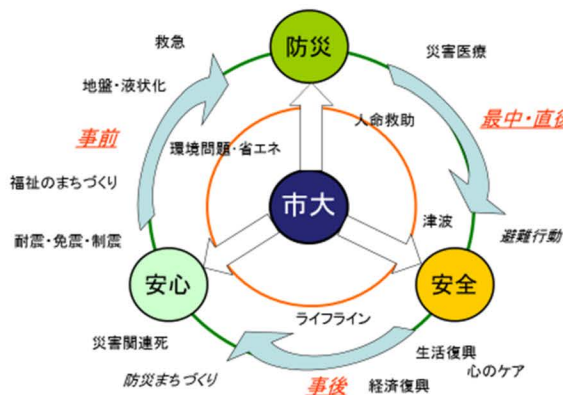 救急
防災
災害医療
地盤・液状化
人命救助
最中・直後
事前
環境問題・省エネ
福祉のまちづくり
市大
津波
避難行動
耐震・免震・制震
安心
安全
ライフライン
災害関連死
生活復興
心のケア
防災まちづくり
事後
経済復興